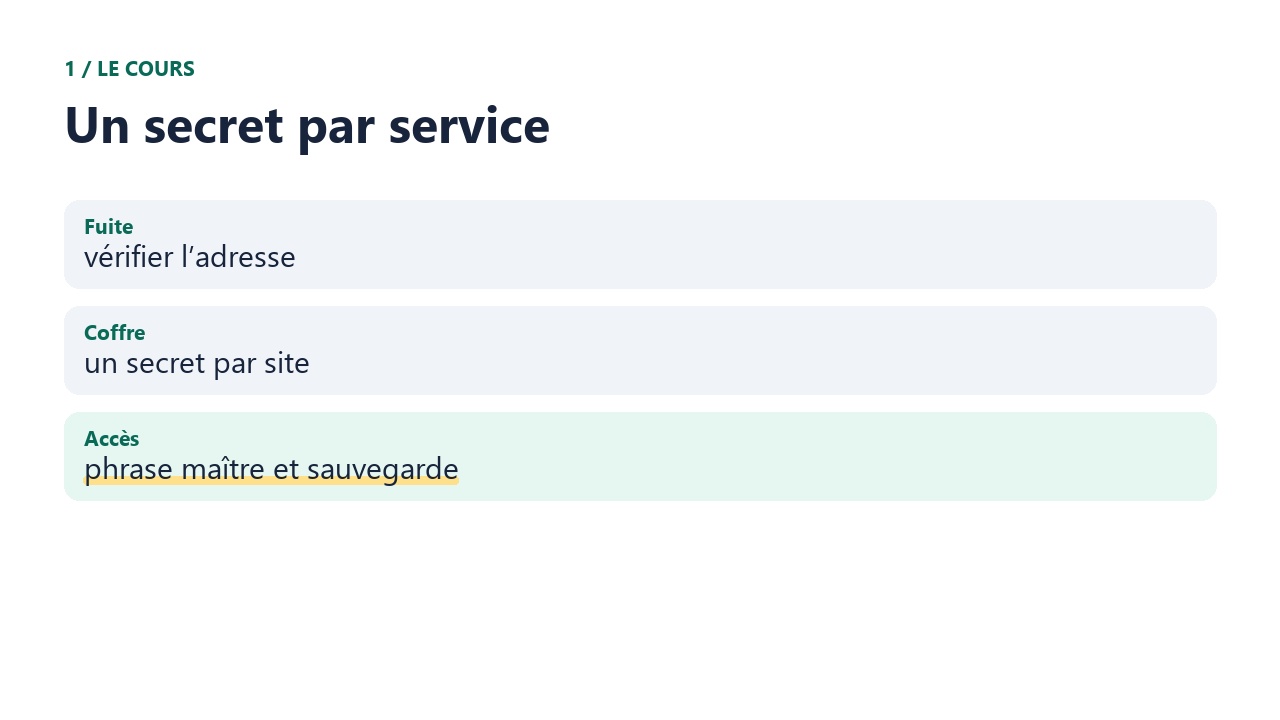 1 / LE COURS
Un secret par service
Fuite
vérifier l’adresse
Coffre
un secret par site
Accès
phrase maître et sauvegarde